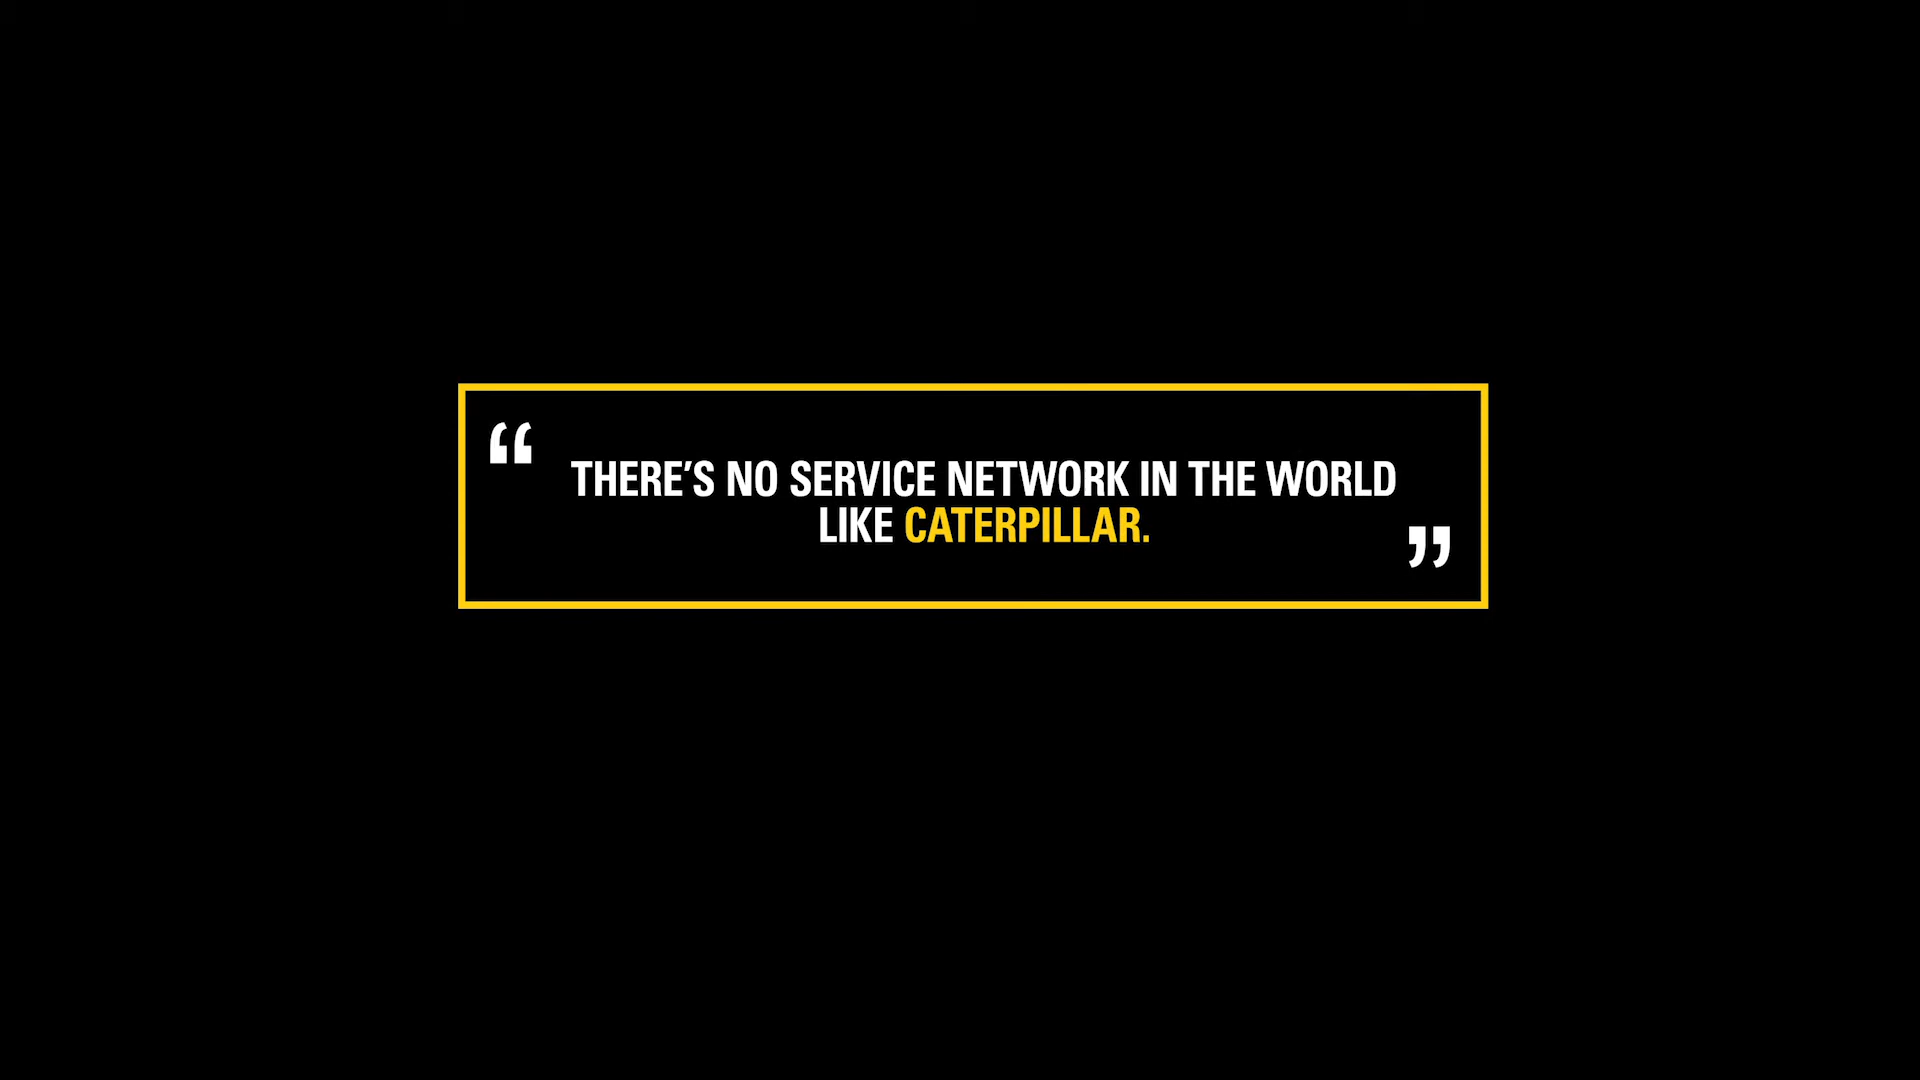 “THERE’S NO SERVICE NETWORK IN THE WORLD
LIKE CATERPILLAR.”